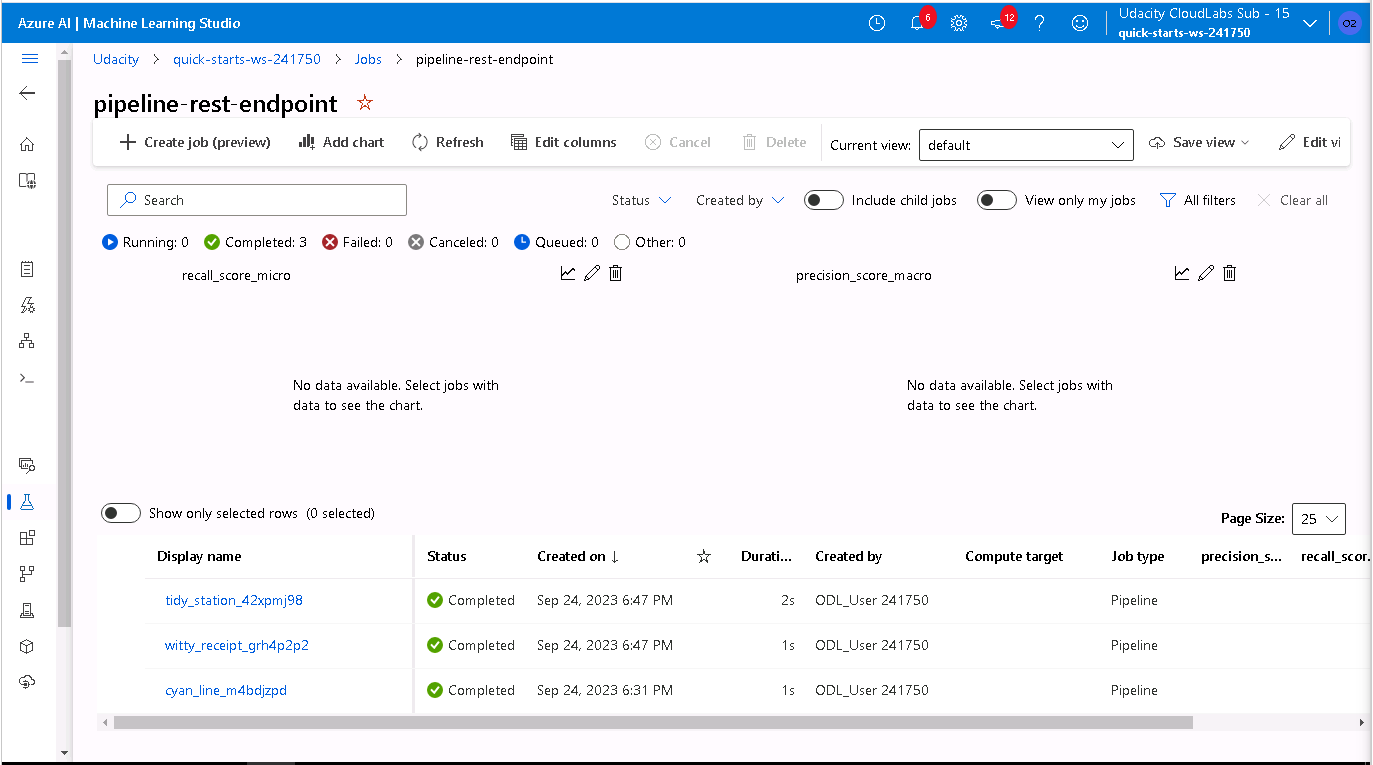 Azure AI | Machine Learning Studio
6
12
?
Udacity CloudLabs Sub - 15
quick-starts-ws-241750
O2
Udacity > quick-starts-ws-241750 > Jobs > pipeline-rest-endpoint
pipeline-rest-endpoint
Create job (preview) Add chart Refresh Edit columns Cancel Delete Current view: default Save view Edit vi
Search Status Created by Include child jobs View only my jobs All filters Clear all
Running: 0 Completed: 3 Failed: 0 Canceled: 0 Queued: 0 Other: 0
recall_score_micro precision_score_macro
No data available. Select jobs with
data to see the chart.
No data available. Select jobs with
data to see the chart.
Show only selected rows (0 selected) Page Size: 25
Display name Status Created on ↓ Durati... Created by Compute target Job type precision_s... recall_scor.
tidy_station_42xpmj98 Completed Sep 24, 2023 6:47 PM 2s ODL_User 241750 Pipeline
witty_receipt_grh4p2p2 Completed Sep 24, 2023 6:47 PM 1s ODL_User 241750 Pipeline
cyan_line_m4bdjzpd Completed Sep 24, 2023 6:31 PM 1s ODL_User 241750 Pipeline